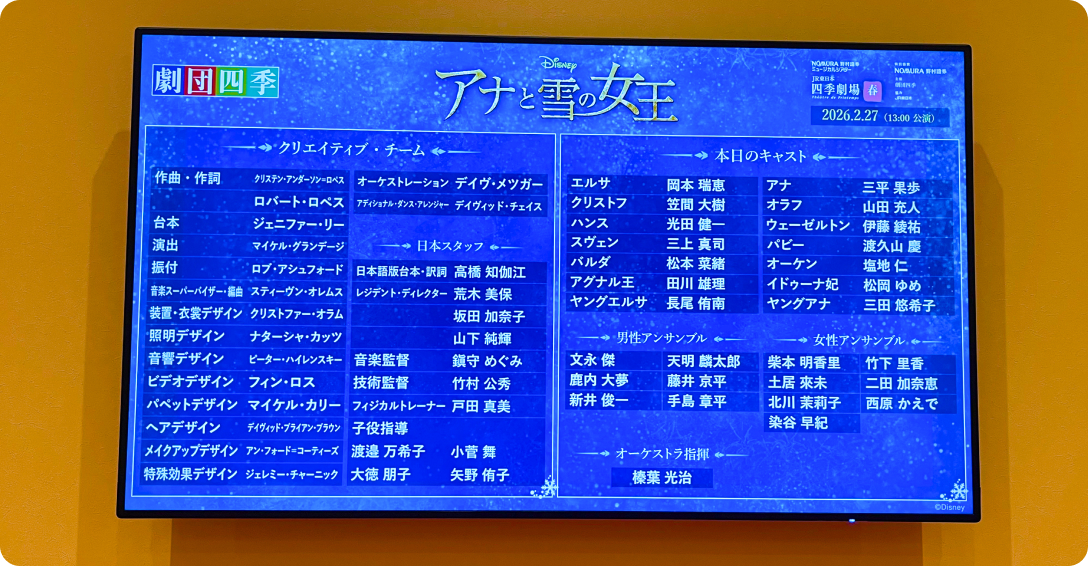 劇団四季
Disney
アナと雪の女王
NOMURA 野村證券
ミュージカルシアター
JR東日本
四季劇場 春
Théâtre du Printemps
特別協賛
NOMURA 野村證券
主催
劇団四季
協力
JR東日本
2026.2.27 (13:00 公演)
クリエイティブ・チーム
作曲・作詞 クリステン・アンダーソン=ロペス
ロバート・ロペス
台本 ジェニファー・リー
演出 マイケル・グランデージ
振付 ロブ・アシュフォード
音楽スーパーバイザー・編曲 スティーヴン・オレムス
装置・衣裳デザイン クリストファー・オラム
照明デザイン ナターシャ・カッツ
音響デザイン ピーター・ハイレンスキー
ビデオデザイン フィン・ロス
パペットデザイン マイケル・カリー
ヘアデザイン デイヴィッド・ブライアン・ブラウン
メイクアップデザイン アン・フォード=コーティーズ
特殊効果デザイン ジェレミー・チャーニック
オーケストレーション デイヴ・メツガー
アディショナル・ダンス・アレンジャー デイヴィッド・チェイス
日本スタッフ
日本語版台本・訳詞 高橋 知伽江
レジデント・ディレクター 荒木 美保
坂田 加奈子
山下 純輝
音楽監督 鎭守 めぐみ
技術監督 竹村 公秀
フィジカルトレーナー 戸田 真美
子役指導
渡邉 万希子 小菅 舞
大徳 朋子 矢野 侑子
本日のキャスト
エルサ 岡本 瑞恵
クリストフ 笠間 大樹
ハンス 光田 健一
スヴェン 三上 真司
バルダ 松本 菜緒
アグナル王 田川 雄理
ヤングエルサ 長尾 侑南
アナ 三平 果歩
オラフ 山田 充人
ウェーゼルトン 伊藤 綾祐
パビー 渡久山 慶
オーケン 塩地 仁
イドゥーナ妃 松岡 ゆめ
ヤングアナ 三田 悠希子
男性アンサンブル
文永 傑 天明 麟太郎
鹿内 大夢 藤井 京平
新井 俊一 手島 章平
女性アンサンブル
柴本 明香里 竹下 里香
土居 來未 二田 加奈恵
北川 茉莉子 西原 かえで
染谷 早紀
オーケストラ指揮
榛葉 光治
©Disney